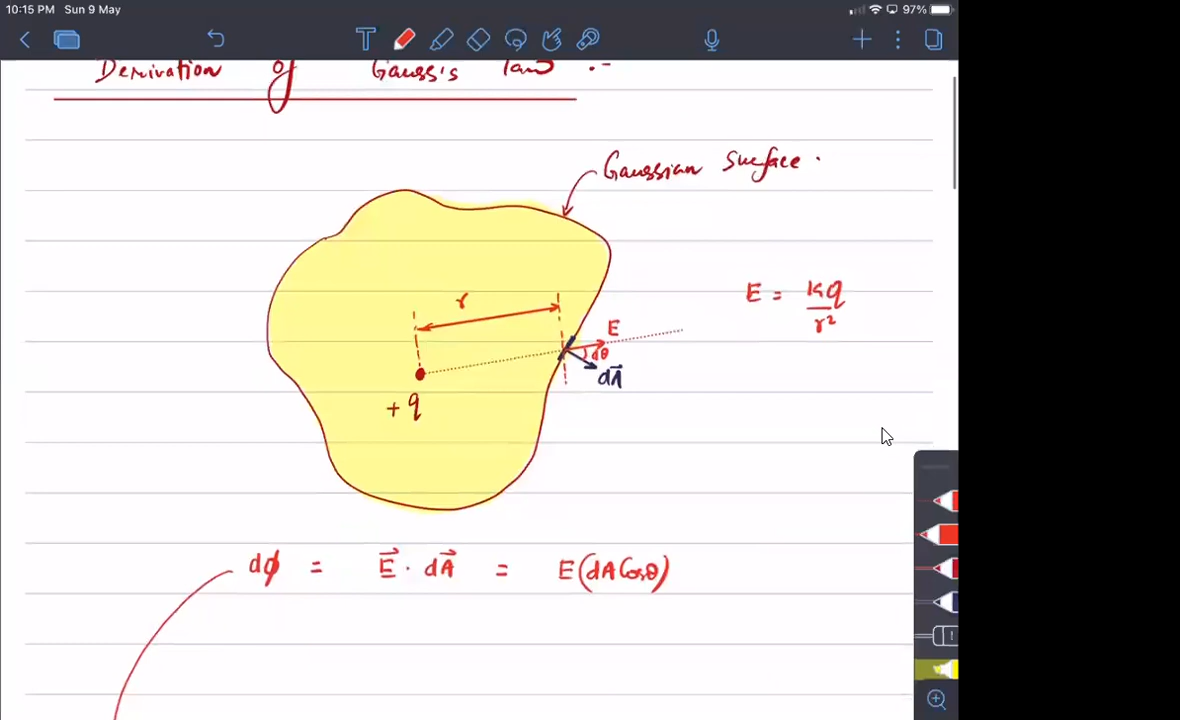 10:15 PM Sun 9 May 97%
Derivation of Gauss's law :-
Gaussian Surface .
r
E = kq / r²
E
dθ
dA⃗
+ q
dϕ = E⃗ · dA⃗ = E(dA Cosθ)